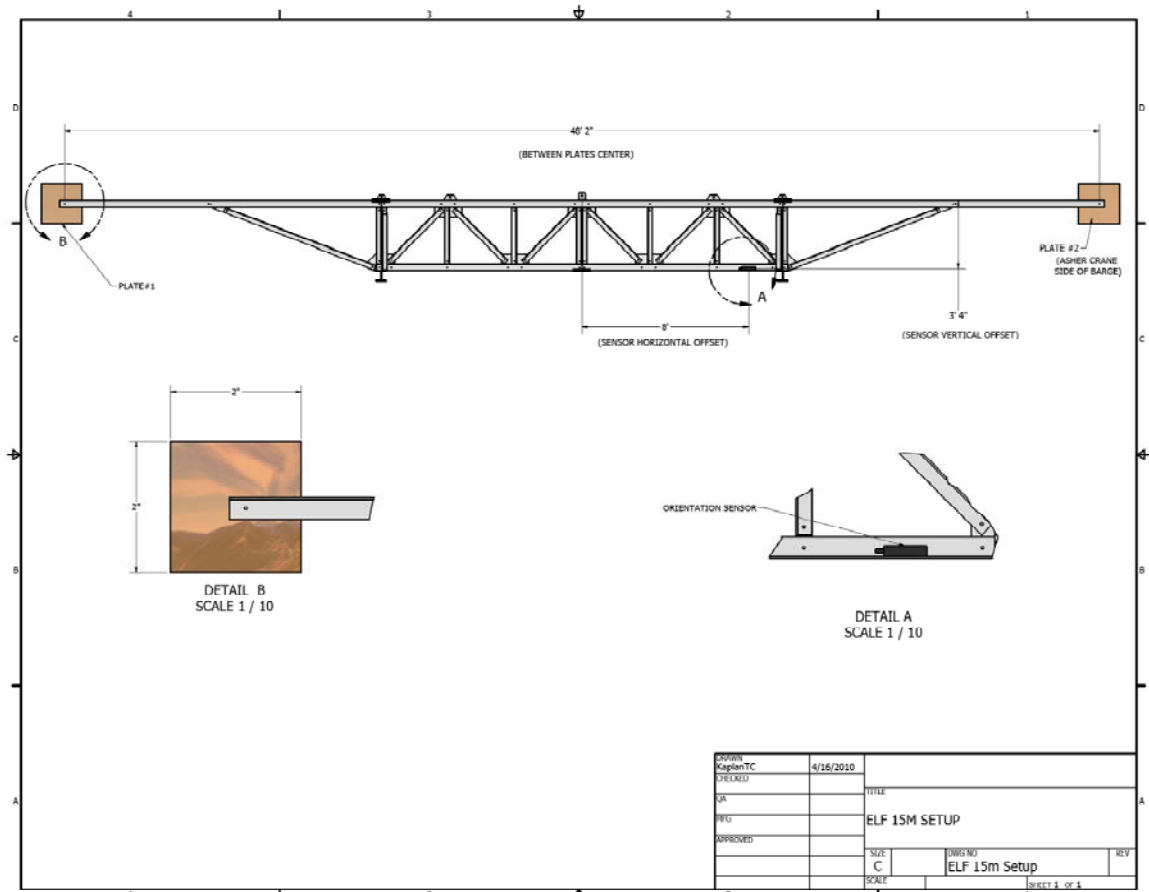 4 3 2 1
D D
(BETWEEN PLATES CENTER)
B
PLATE#1
PLATE #2
(ASHER CRANE
SIDE OF BARGE)
A
8'
(SENSOR HORIZONTAL OFFSET)
3' 4"
(SENSOR VERTICAL OFFSET)
C C
2"
2"
ORIENTATION SENSOR
DETAIL B
SCALE 1 / 10
DETAIL A
SCALE 1 / 10
B B
A A
DRAWN
KaplanTC 4/16/2010
CHECKED
QA
MFG
APPROVED
TITLE
ELF 15M SETUP
SIZE
C
DWG NO
ELF 15m Setup
REV
SCALE
SHEET 1 OF 1